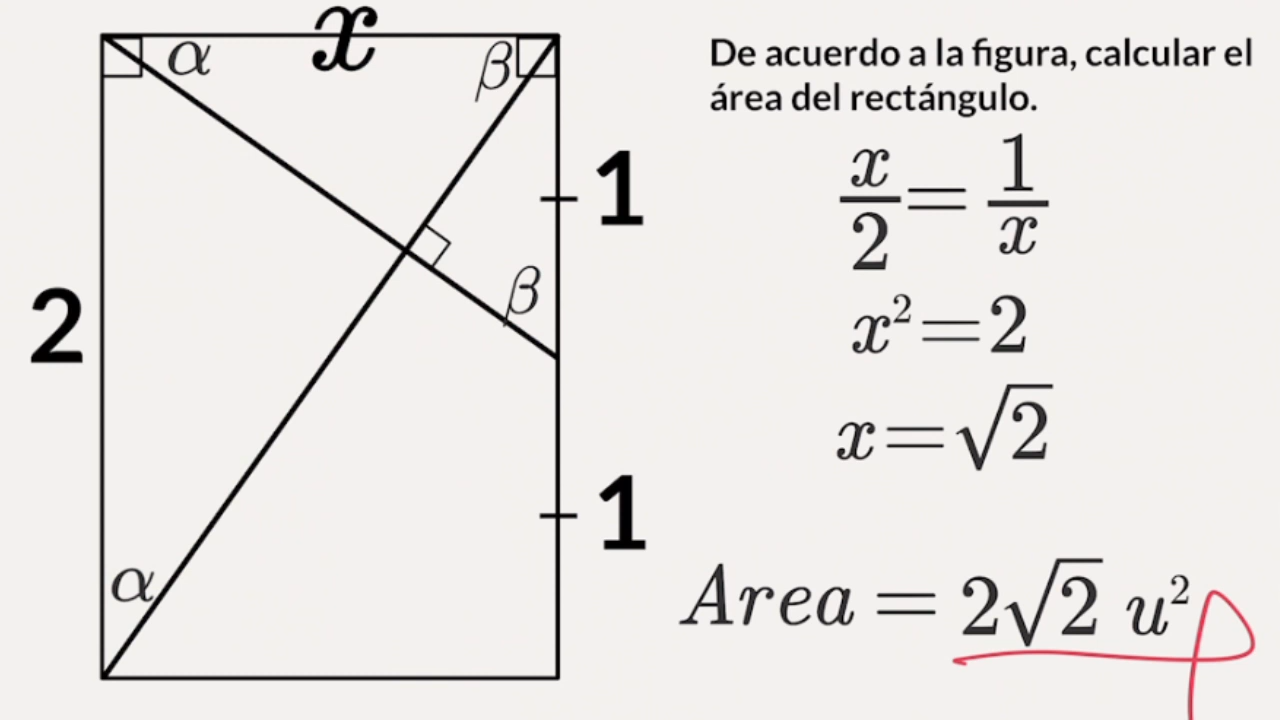 x
α
β
De acuerdo a la figura, calcular el
área del rectángulo.
x/2 = 1/x
1
β
2
x² = 2
x = √2
1
α
Area = 2√2 u²